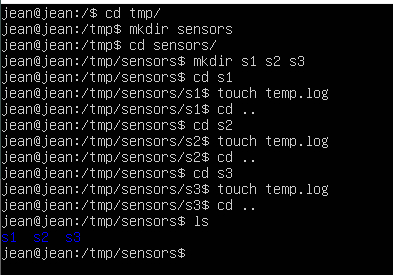 jean@jean:/$ cd tmp/
jean@jean:/tmp$ mkdir sensors
jean@jean:/tmp$ cd sensors/
jean@jean:/tmp/sensors$ mkdir s1 s2 s3
jean@jean:/tmp/sensors$ cd s1
jean@jean:/tmp/sensors/s1$ touch temp.log
jean@jean:/tmp/sensors/s1$ cd ..
jean@jean:/tmp/sensors$ cd s2
jean@jean:/tmp/sensors/s2$ touch temp.log
jean@jean:/tmp/sensors/s2$ cd ..
jean@jean:/tmp/sensors$ cd s3
jean@jean:/tmp/sensors/s3$ touch temp.log
jean@jean:/tmp/sensors/s3$ cd ..
jean@jean:/tmp/sensors$ ls
s1 s2 s3
jean@jean:/tmp/sensors$